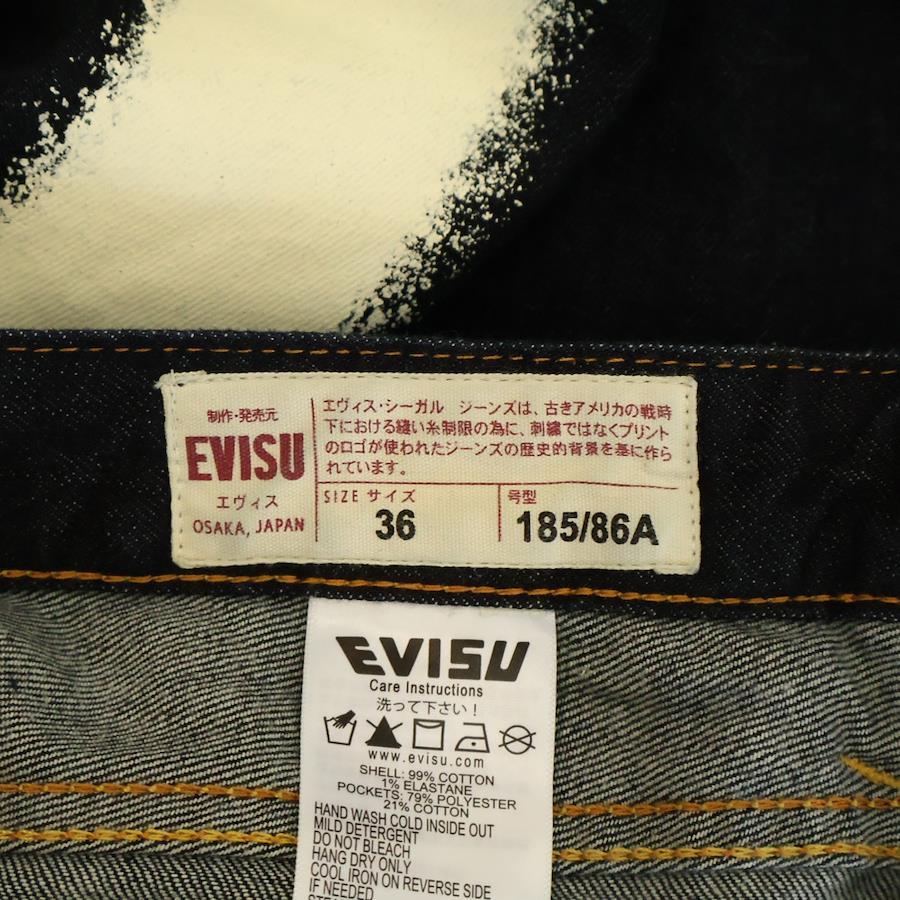 制作・発売元
EVISU
エヴィス
OSAKA, JAPAN
エヴィス・シーガル ジーンズは、古きアメリカの戦時
下における縫い糸制限の為に、刺繍ではなくプリント
のロゴが使われたジーンズの歴史的背景を基に作ら
れています。
SIZE サイズ
36
号型
185/86A
EVISU
Care Instructions
洗って下さい！
www.evisu.com
SHELL: 99% COTTON
1% ELASTANE
POCKETS: 79% POLYESTER
21% COTTON
HAND WASH COLD INSIDE OUT
MILD DETERGENT
DO NOT BLEACH
HANG DRY ONLY
COOL IRON ON REVERSE SIDE
IF NEEDED